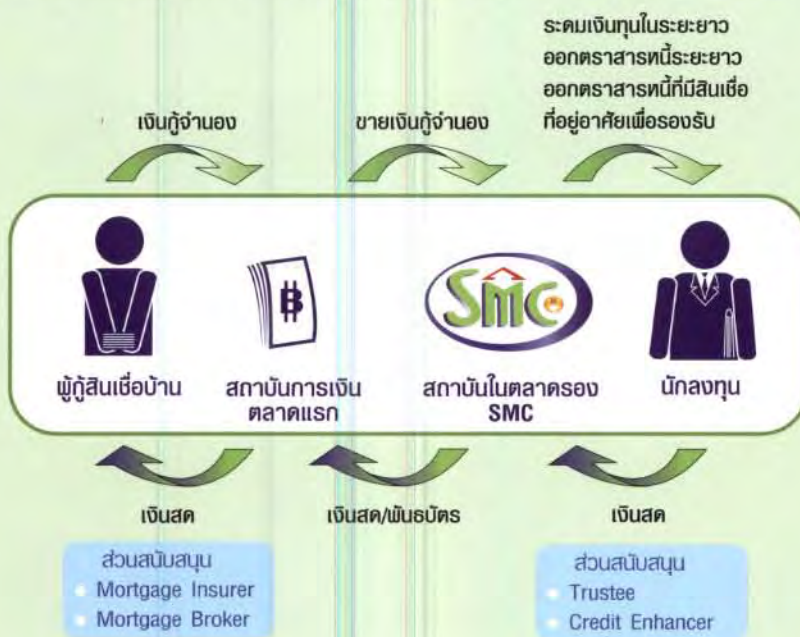 ระดมเงินทุนในระยะยาว
ออกตราสารหนี้ระยะยาว
ออกตราสารหนี้ที่มีสินเชื่อ
ที่อยู่อาศัยเพื่อรองรับ
เงินกู้จำนอง
ขายเงินกู้จำนอง
฿
SMC
ผู้กู้สินเชื่อบ้าน
สถาบันการเงิน
ตลาดแรก
สถาบันในตลาดรอง
SMC
นักลงทุน
เงินสด
เงินสด/พันธบัตร
เงินสด
ส่วนสนับสนุน
Mortgage Insurer
Mortgage Broker
ส่วนสนับสนุน
Trustee
Credit Enhancer